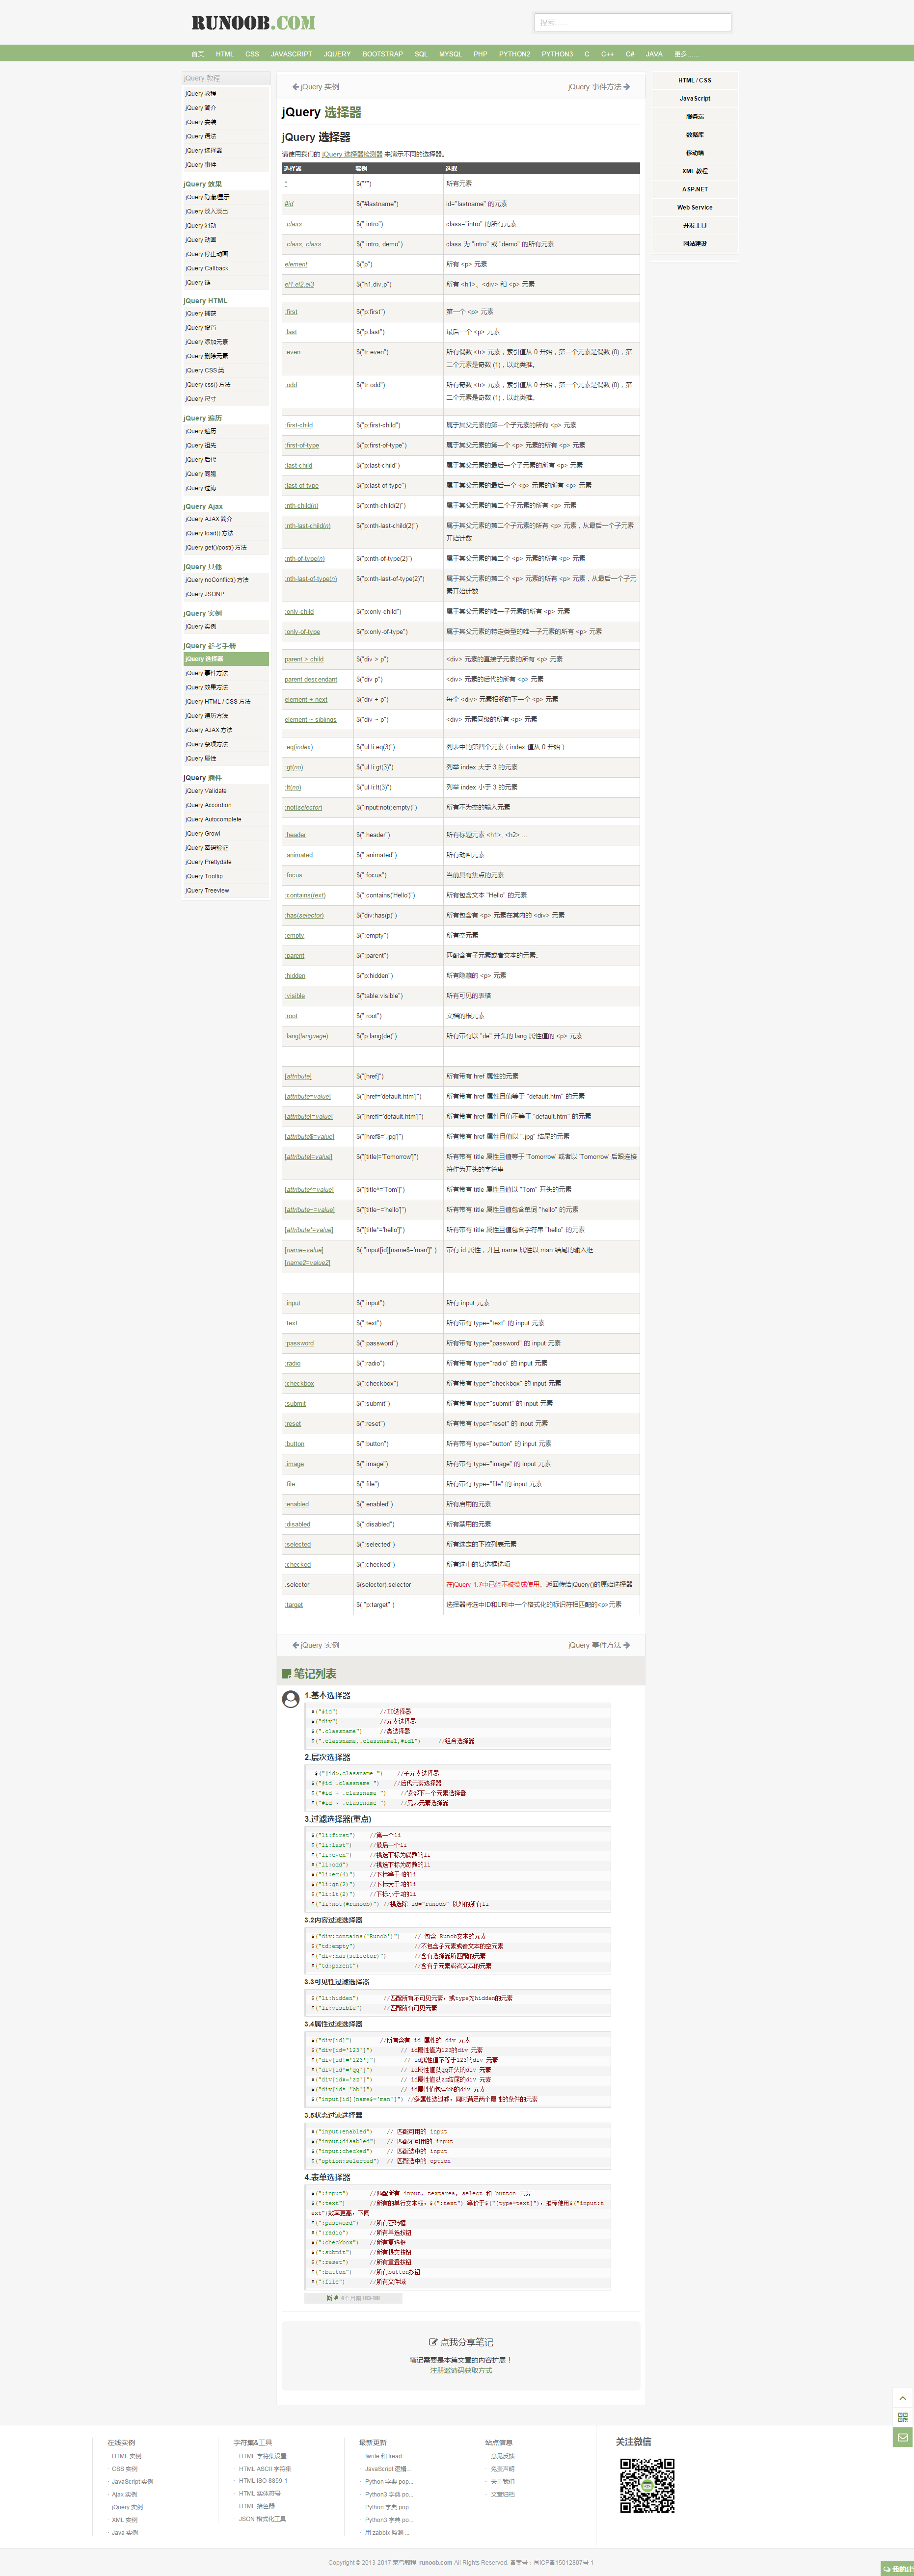 RUNOOB.COM
搜索……
首页 HTML CSS JAVASCRIPT JQUERY BOOTSTRAP SQL MYSQL PHP PYTHON2 PYTHON3 C C++ C# JAVA 更多……
jQuery 教程
jQuery 教程
jQuery 简介
jQuery 安装
jQuery 语法
jQuery 选择器
jQuery 事件
jQuery 效果
jQuery 隐藏/显示
jQuery 淡入淡出
jQuery 滑动
jQuery 动画
jQuery 停止动画
jQuery Callback
jQuery 链
jQuery HTML
jQuery 捕获
jQuery 设置
jQuery 添加元素
jQuery 删除元素
jQuery CSS 类
jQuery css() 方法
jQuery 尺寸
jQuery 遍历
jQuery 遍历
jQuery 祖先
jQuery 后代
jQuery 同胞
jQuery 过滤
jQuery Ajax
jQuery AJAX 简介
jQuery load() 方法
jQuery get()/post() 方法
jQuery 其他
jQuery noConflict() 方法
jQuery JSONP
jQuery 实例
jQuery 实例
jQuery 参考手册
jQuery 选择器
jQuery 事件方法
jQuery 效果方法
jQuery HTML / CSS 方法
jQuery 遍历方法
jQuery AJAX 方法
jQuery 杂项方法
jQuery 属性
jQuery 插件
jQuery Validate
jQuery Accordion
jQuery Autocomplete
jQuery Growl
jQuery 密码验证
jQuery Prettydate
jQuery Tooltip
jQuery Treeview
jQuery 实例 jQuery 事件方法
jQuery 选择器
jQuery 选择器
请使用我们的 jQuery 选择器检测器 来演示不同的选择器。
选择器 实例 选取
* $("*") 所有元素
#id $("#lastname") id="lastname" 的元素
.class $(".intro") class="intro" 的所有元素
.class,.class $(".intro,.demo") class 为 "intro" 或 "demo" 的所有元素
element $("p") 所有 <p> 元素
el1,el2,el3 $("h1,div,p") 所有 <h1>、<div> 和 <p> 元素
:first $("p:first") 第一个 <p> 元素
:last $("p:last") 最后一个 <p> 元素
:even $("tr:even") 所有偶数 <tr> 元素，索引值从 0 开始，第一个元素是偶数 (0)，第
二个元素是奇数 (1)，以此类推。
:odd $("tr:odd") 所有奇数 <tr> 元素，索引值从 0 开始，第一个元素是偶数 (0)，第
二个元素是奇数 (1)，以此类推。
:first-child $("p:first-child") 属于其父元素的第一个子元素的所有 <p> 元素
:first-of-type $("p:first-of-type") 属于其父元素的第一个 <p> 元素的所有 <p> 元素
:last-child $("p:last-child") 属于其父元素的最后一个子元素的所有 <p> 元素
:last-of-type $("p:last-of-type") 属于其父元素的最后一个 <p> 元素的所有 <p> 元素
:nth-child(n) $("p:nth-child(2)") 属于其父元素的第二个子元素的所有 <p> 元素
:nth-last-child(n) $("p:nth-last-child(2)") 属于其父元素的第二个子元素的所有 <p> 元素，从最后一个子元素
开始计数
:nth-of-type(n) $("p:nth-of-type(2)") 属于其父元素的第二个 <p> 元素的所有 <p> 元素
:nth-last-of-type(n) $("p:nth-last-of-type(2)") 属于其父元素的第二个 <p> 元素的所有 <p> 元素，从最后一个子元
素开始计数
:only-child $("p:only-child") 属于其父元素的唯一子元素的所有 <p> 元素
:only-of-type $("p:only-of-type") 属于其父元素的特定类型的唯一子元素的所有 <p> 元素
parent > child $("div > p") <div> 元素的直接子元素的所有 <p> 元素
parent descendant $("div p") <div> 元素的后代的所有 <p> 元素
element + next $("div + p") 每个 <div> 元素相邻的下一个 <p> 元素
element ~ siblings $("div ~ p") <div> 元素同级的所有 <p> 元素
:eq(index) $("ul li:eq(3)") 列表中的第四个元素（index 值从 0 开始）
:gt(no) $("ul li:gt(3)") 列举 index 大于 3 的元素
:lt(no) $("ul li:lt(3)") 列举 index 小于 3 的元素
:not(selector) $("input:not(:empty)") 所有不为空的输入元素
:header $(":header") 所有标题元素 <h1>, <h2> ...
:animated $(":animated") 所有动画元素
:focus $(":focus") 当前具有焦点的元素
:contains(text) $(":contains('Hello')") 所有包含文本 "Hello" 的元素
:has(selector) $("div:has(p)") 所有包含有 <p> 元素在其内的 <div> 元素
:empty $(":empty") 所有空元素
:parent $(":parent") 匹配含有子元素或者文本的元素。
:hidden $("p:hidden") 所有隐藏的 <p> 元素
:visible $("table:visible") 所有可见的表格
:root $(":root") 文档的根元素
:lang(language) $("p:lang(de)") 所有带有以 "de" 开头的 lang 属性值的 <p> 元素
[attribute] $("[href]") 所有带有 href 属性的元素
[attribute=value] $("[href='default.htm']") 所有带有 href 属性且值等于 "default.htm" 的元素
[attribute!=value] $("[href!='default.htm']") 所有带有 href 属性且值不等于 "default.htm" 的元素
[attribute$=value] $("[href$='.jpg']") 所有带有 href 属性且值以 ".jpg" 结尾的元素
[attribute|=value] $("[title|='Tomorrow']") 所有带有 title 属性且值等于 'Tomorrow' 或者以 'Tomorrow' 后跟连接
符作为开头的字符串
[attribute^=value] $("[title^='Tom']") 所有带有 title 属性且值以 "Tom" 开头的元素
[attribute~=value] $("[title~='hello']") 所有带有 title 属性且值包含单词 "hello" 的元素
[attribute*=value] $("[title*='hello']") 所有带有 title 属性且值包含字符串 "hello" 的元素
[name=value] $( "input[id][name$='man']" ) 带有 id 属性，并且 name 属性以 man 结尾的输入框
[name2=value2]
:input $(":input") 所有 input 元素
:text $(":text") 所有带有 type="text" 的 input 元素
:password $(":password") 所有带有 type="password" 的 input 元素
:radio $(":radio") 所有带有 type="radio" 的 input 元素
:checkbox $(":checkbox") 所有带有 type="checkbox" 的 input 元素
:submit $(":submit") 所有带有 type="submit" 的 input 元素
:reset $(":reset") 所有带有 type="reset" 的 input 元素
:button $(":button") 所有带有 type="button" 的 input 元素
:image $(":image") 所有带有 type="image" 的 input 元素
:file $(":file") 所有带有 type="file" 的 input 元素
:enabled $(":enabled") 所有启用的元素
:disabled $(":disabled") 所有禁用的元素
:selected $(":selected") 所有选定的下拉列表元素
:checked $(":checked") 所有选中的复选框选项
.selector $(selector).selector 在jQuery 1.7中已经不被赞成使用。返回传给jQuery()的原始选择器
:target $( "p:target" ) 选择器将选中ID和URI中一个格式化的标识符相匹配的<p>元素
jQuery 实例 jQuery 事件方法
笔记列表
1.基本选择器
$("#id") //ID选择器
$("div") //元素选择器
$(".classname") //类选择器
$(".classname,.classname1,#id1") //组合选择器
2.层次选择器
$("#id>.classname ") //子元素选择器
$("#id .classname ") //后代元素选择器
$("#id + .classname ") //紧邻下一个元素选择器
$("#id ~ .classname ") //兄弟元素选择器
3.过滤选择器(重点)
$("li:first") //第一个li
$("li:last") //最后一个li
$("li:even") //挑选下标为偶数的li
$("li:odd") //挑选下标为奇数的li
$("li:eq(4)") //下标等于4的li
$("li:gt(2)") //下标大于2的li
$("li:lt(2)") //下标小于2的li
$("li:not(#runoob)") //挑选除 id="runoob" 以外的所有li
3.2内容过滤选择器
$("div:contains('Runob')") // 包含 Runob文本的元素
$("td:empty") //不包含子元素或者文本的空元素
$("div:has(selector)") //含有选择器所匹配的元素
$("td:parent") //含有子元素或者文本的元素
3.3可见性过滤选择器
$("li:hidden") //匹配所有不可见元素，或type为hidden的元素
$("li:visible") //匹配所有可见元素
3.4属性过滤选择器
$("div[id]") //所有含有 id 属性的 div 元素
$("div[id='123']") // id属性值为123的div 元素
$("div[id!='123']") // id属性值不等于123的div 元素
$("div[id^='qq']") // id属性值以qq开头的div 元素
$("div[id$='zz']") // id属性值以zz结尾的div 元素
$("div[id*='bb']") // id属性值包含bb的div 元素
$("input[id][name$='man']") //多属性选过滤，同时满足两个属性的条件的元素
3.5状态过滤选择器
$("input:enabled") // 匹配可用的 input
$("input:disabled") // 匹配不可用的 input
$("input:checked") // 匹配选中的 input
$("option:selected") // 匹配选中的 option
4.表单选择器
$(":input") //匹配所有 input, textarea, select 和 button 元素
$(":text") //所有的单行文本框，$(":text") 等价于$("[type=text]")，推荐使用$("input:t
ext")效率更高，下同
$(":password") //所有密码框
$(":radio") //所有单选按钮
$(":checkbox") //所有复选框
$(":submit") //所有提交按钮
$(":reset") //所有重置按钮
$(":button") //所有button按钮
$(":file") //所有文件域
斯特
点我分享笔记
笔记需要是本篇文章的内容扩展！
注册邀请码获取方式
HTML / CSS
JavaScript
服务端
数据库
移动端
XML 教程
ASP.NET
Web Service
开发工具
网站建设
在线实例
· HTML 实例
· CSS 实例
· JavaScript 实例
· Ajax 实例
· jQuery 实例
· XML 实例
· Java 实例
字符集&工具
· HTML 字符集设置
· HTML ASCII 字符集
· HTML ISO-8859-1
· HTML 实体符号
· HTML 拾色器
· JSON 格式化工具
最新更新
· fwrite 和 fread...
· JavaScript 逻辑...
· Python 字典 pop...
· Python3 字典 po...
· Python 字典 pop...
· Python3 字典 po...
· 用 zabbix 监测 ...
站点信息
· 意见反馈
· 免责声明
· 关于我们
· 文章归档
关注微信
Copyright © 2013-2017 菜鸟教程 runoob.com All Rights Reserved. 备案号：闽ICP备15012807号-1